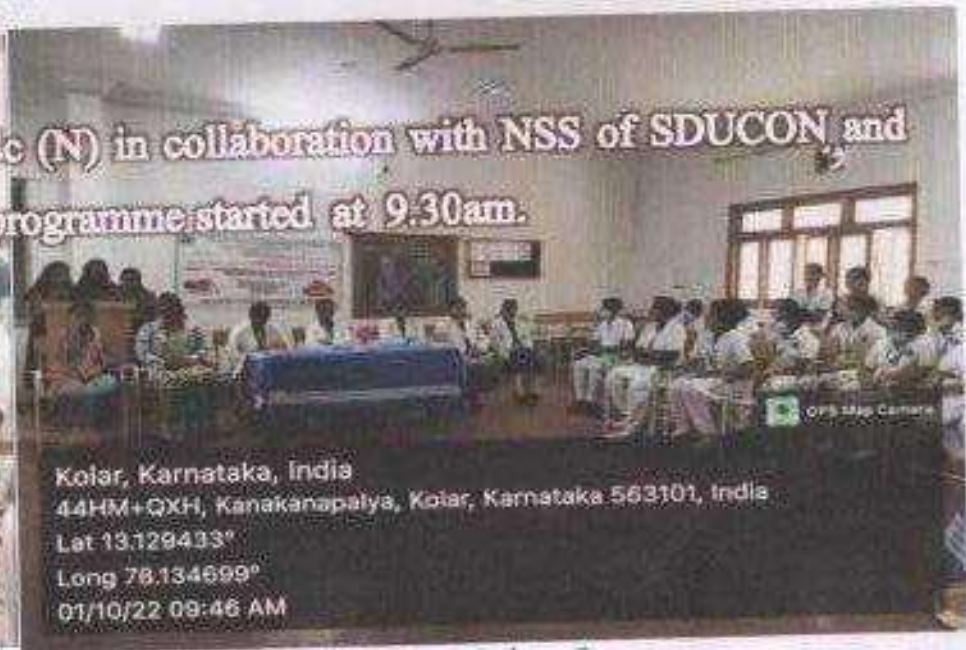 c (N) in collaboration with NSS of SDUCON and
programme started at 9.30am.
GPS Map Camera
Kolar, Karnataka, India
44HM+QXH, Kanakanapalya, Kolar, Karnataka 563101, India
Lat 13.129433°
Long 78.134699°
01/10/22 09:46 AM